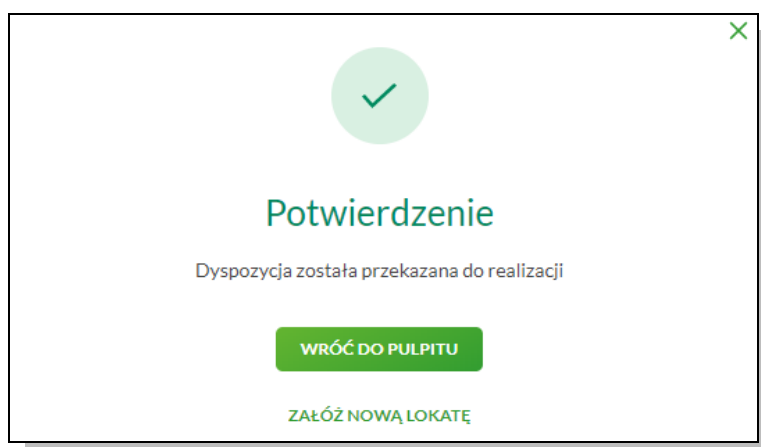 Potwierdzenie
Dyspozycja została przekazana do realizacji
WRÓĆ DO PULPITU
ZAŁÓŻ NOWĄ LOKATĘ